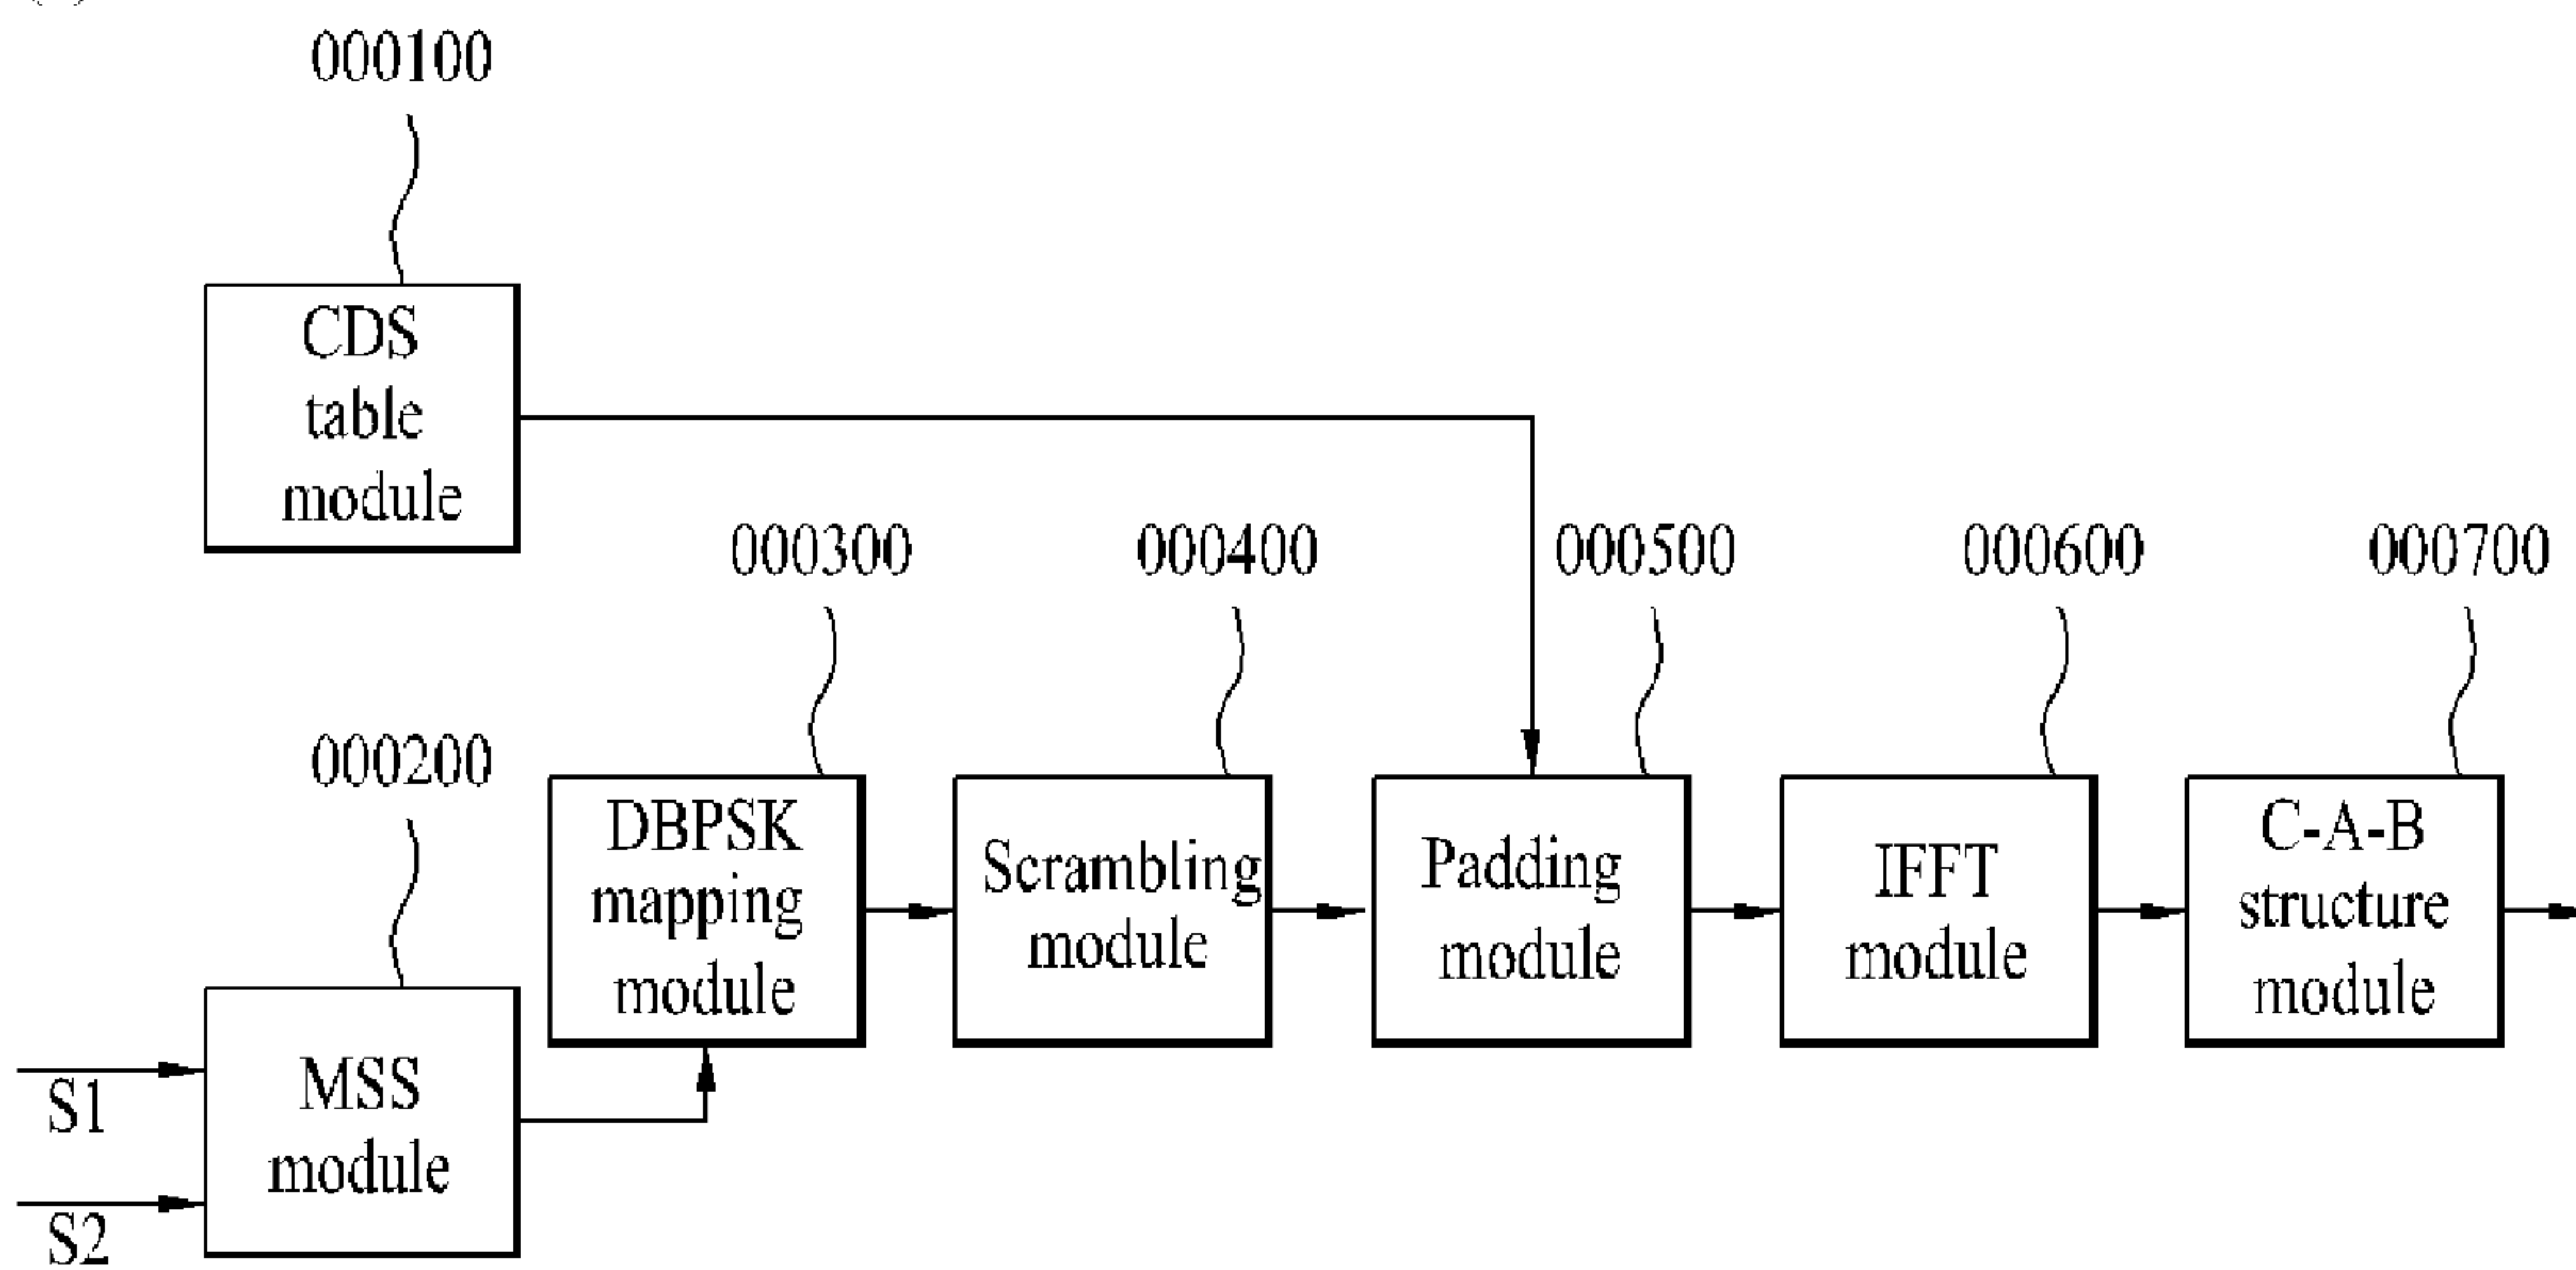 000100
CDS
table
module
000300
000400
000500
000600
000700
000200
DBPSK
mapping
module
Scrambling
module
Padding
module
IFFT
module
C-A-B
structure
module
S1
S2
MSS
module